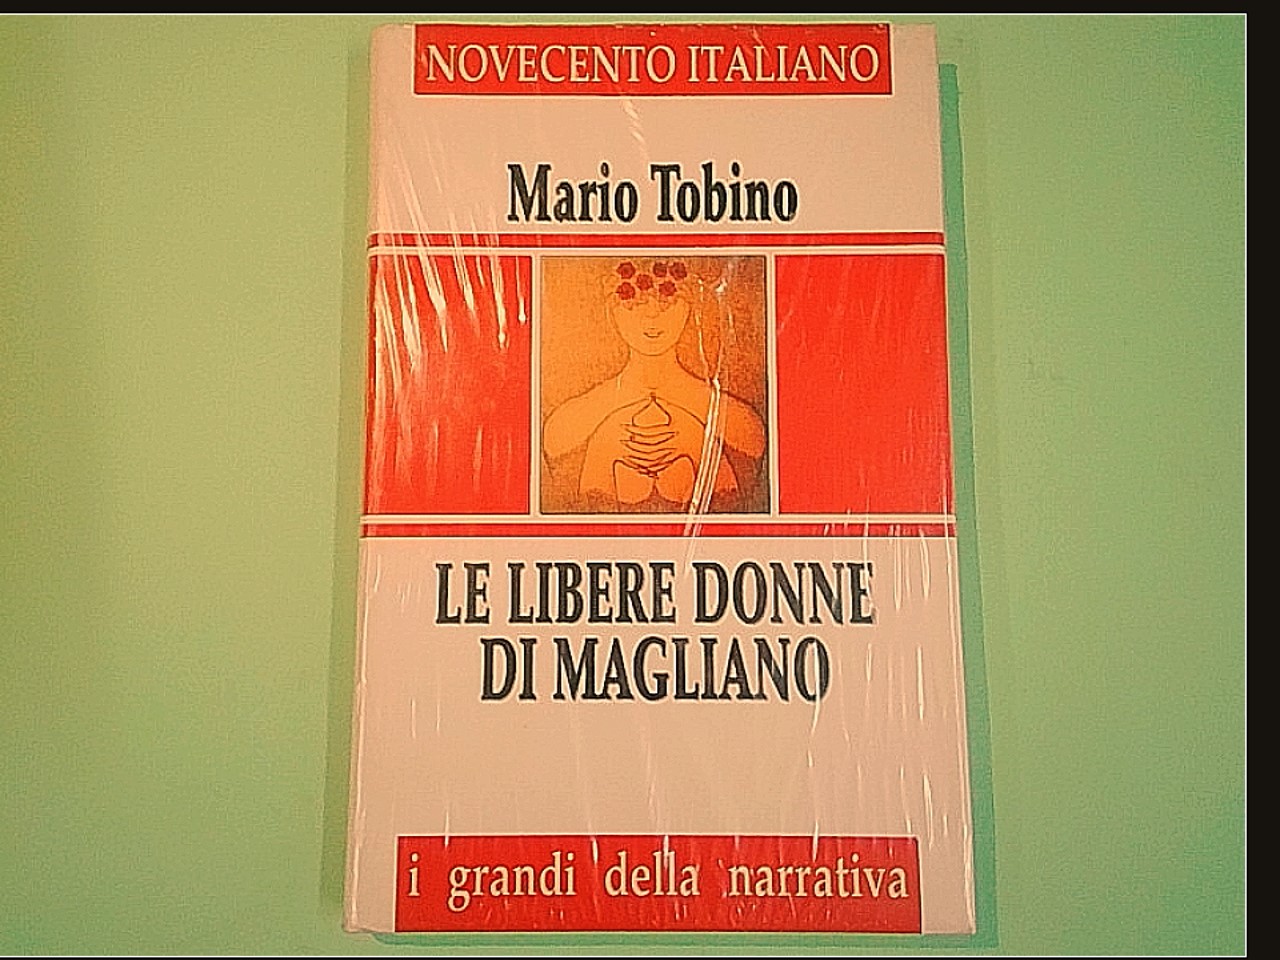 NOVECENTO ITALIANO
Mario Tobino
LE LIBERE DONNE
DI MAGLIANO
i grandi della narrativa